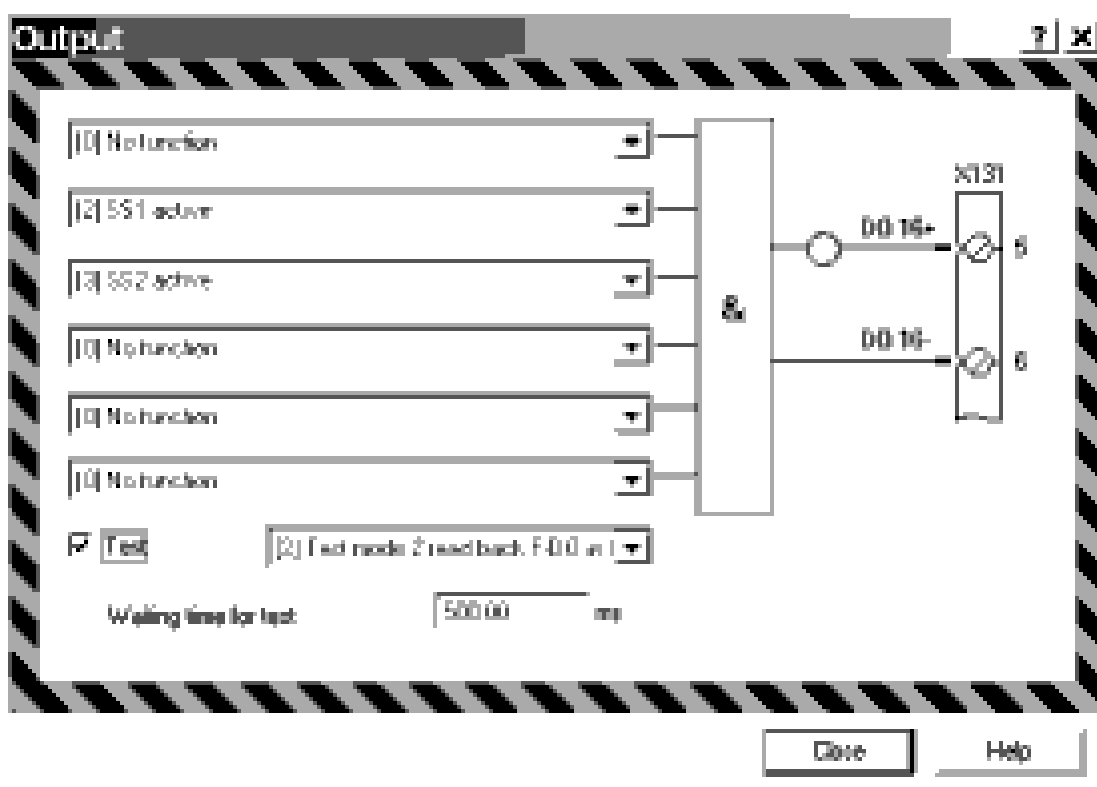 Output ? X
[0] No function
[2] SS1 active
[3] SS2 active
[0] No function
[0] No function
[0] No function
&
X131
DO 16+
5
DO 16-
6
Test
[2] Test mode 2 read back F-DO at
Waiting time for test 500.00 ms
Close Help